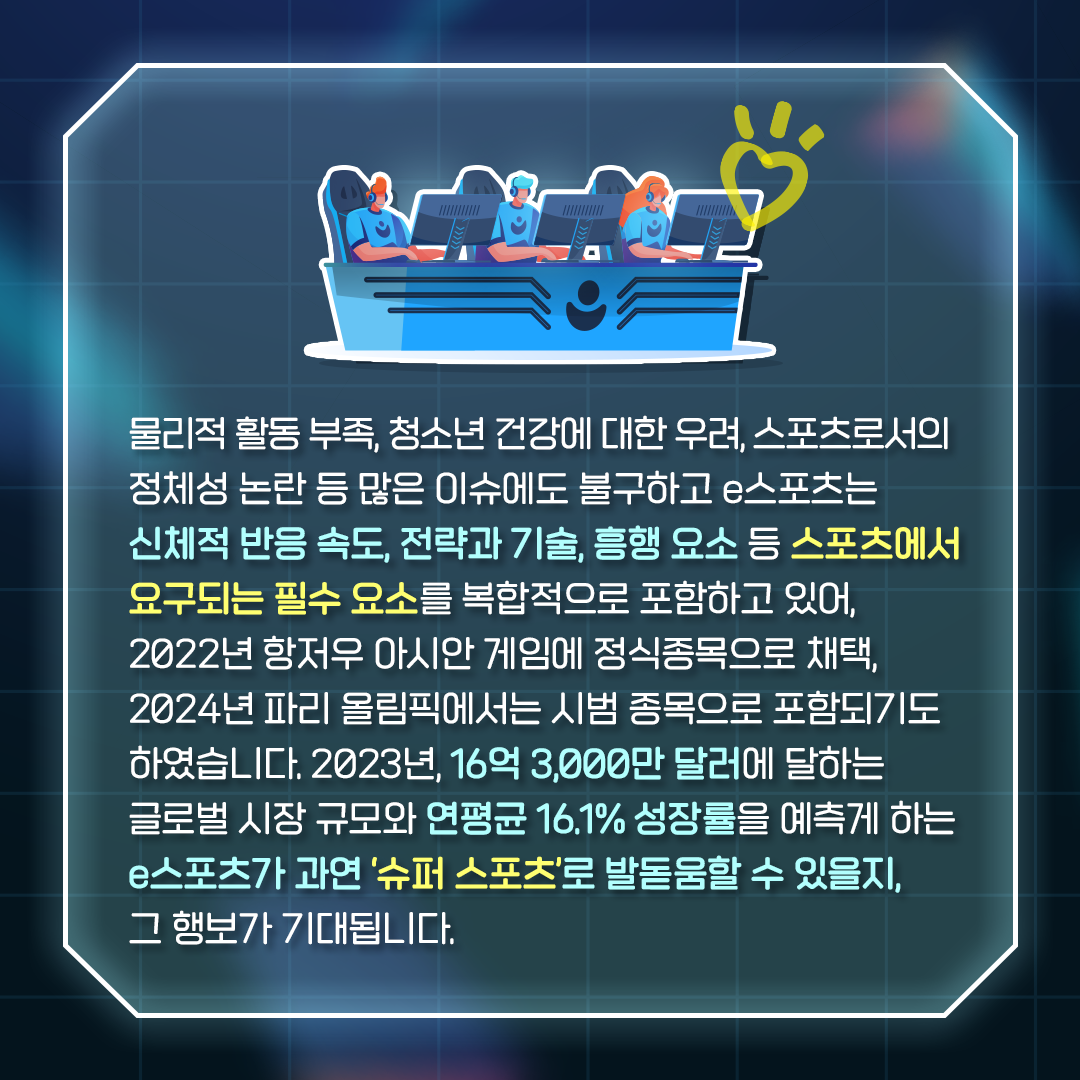 물리적 활동 부족, 청소년 건강에 대한 우려, 스포츠로서의
정체성 논란 등 많은 이슈에도 불구하고 e스포츠는
신체적 반응 속도, 전략과 기술, 흥행 요소 등 스포츠에서
요구되는 필수 요소를 복합적으로 포함하고 있어,
2022년 항저우 아시안 게임에 정식종목으로 채택,
2024년 파리 올림픽에서는 시범 종목으로 포함되기도
하였습니다. 2023년, 16억 3,000만 달러에 달하는
글로벌 시장 규모와 연평균 16.1% 성장률을 예측게 하는
e스포츠가 과연 ‘슈퍼 스포츠’로 발돋움할 수 있을지,
그 행보가 기대됩니다.